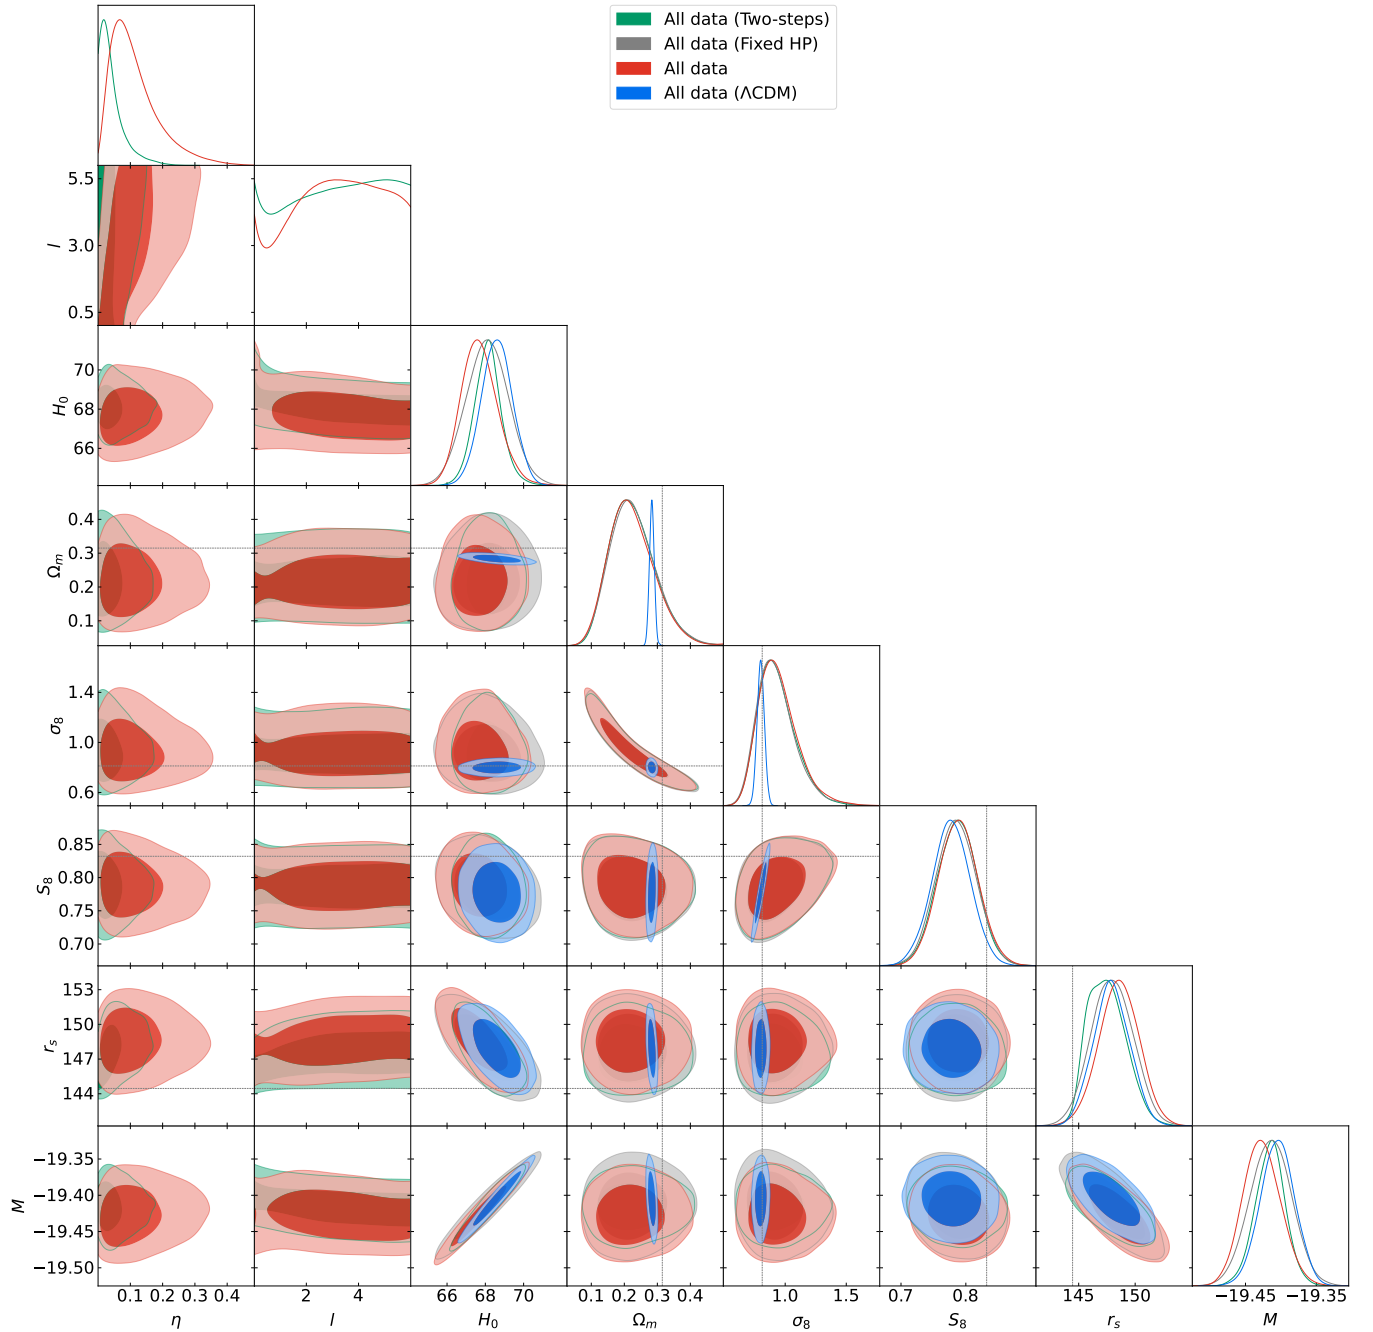 All data (Two-steps)
All data (Fixed HP)
All data
All data (ΛCDM)
5.5
3.0
0.5
l
70
68
66
H₀
0.4
0.3
0.2
0.1
Ωₘ
1.4
1.0
0.6
σ₈
0.85
0.80
0.75
0.70
S₈
153
150
147
144
rₛ
−19.35
−19.40
−19.45
−19.50
M
0.1 0.2 0.3 0.4
2 4
66 68 70
0.1 0.2 0.3 0.4
1.0 1.5
0.7 0.8
145 150
−19.45 −19.35
η l H₀ Ωₘ σ₈ S₈ rₛ M